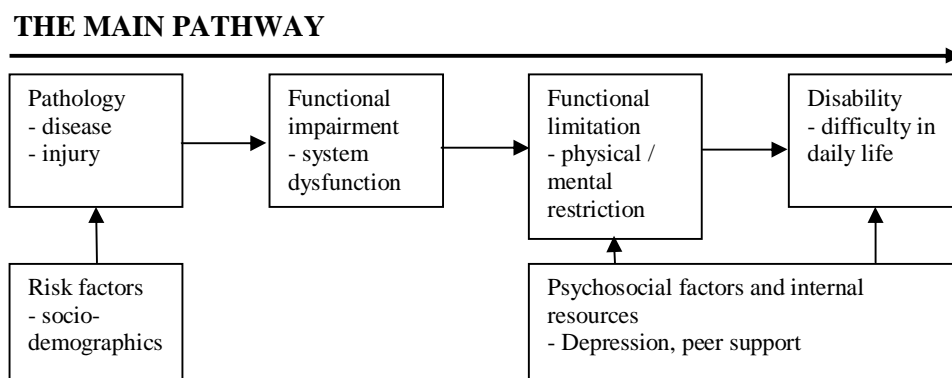 THE MAIN PATHWAY
Pathology
- disease
- injury
Functional
impairment
- system
dysfunction
Functional
limitation
- physical /
mental
restriction
Disability
- difficulty in
daily life
Risk factors
- socio-
demographics
Psychosocial factors and internal
resources
- Depression, peer support